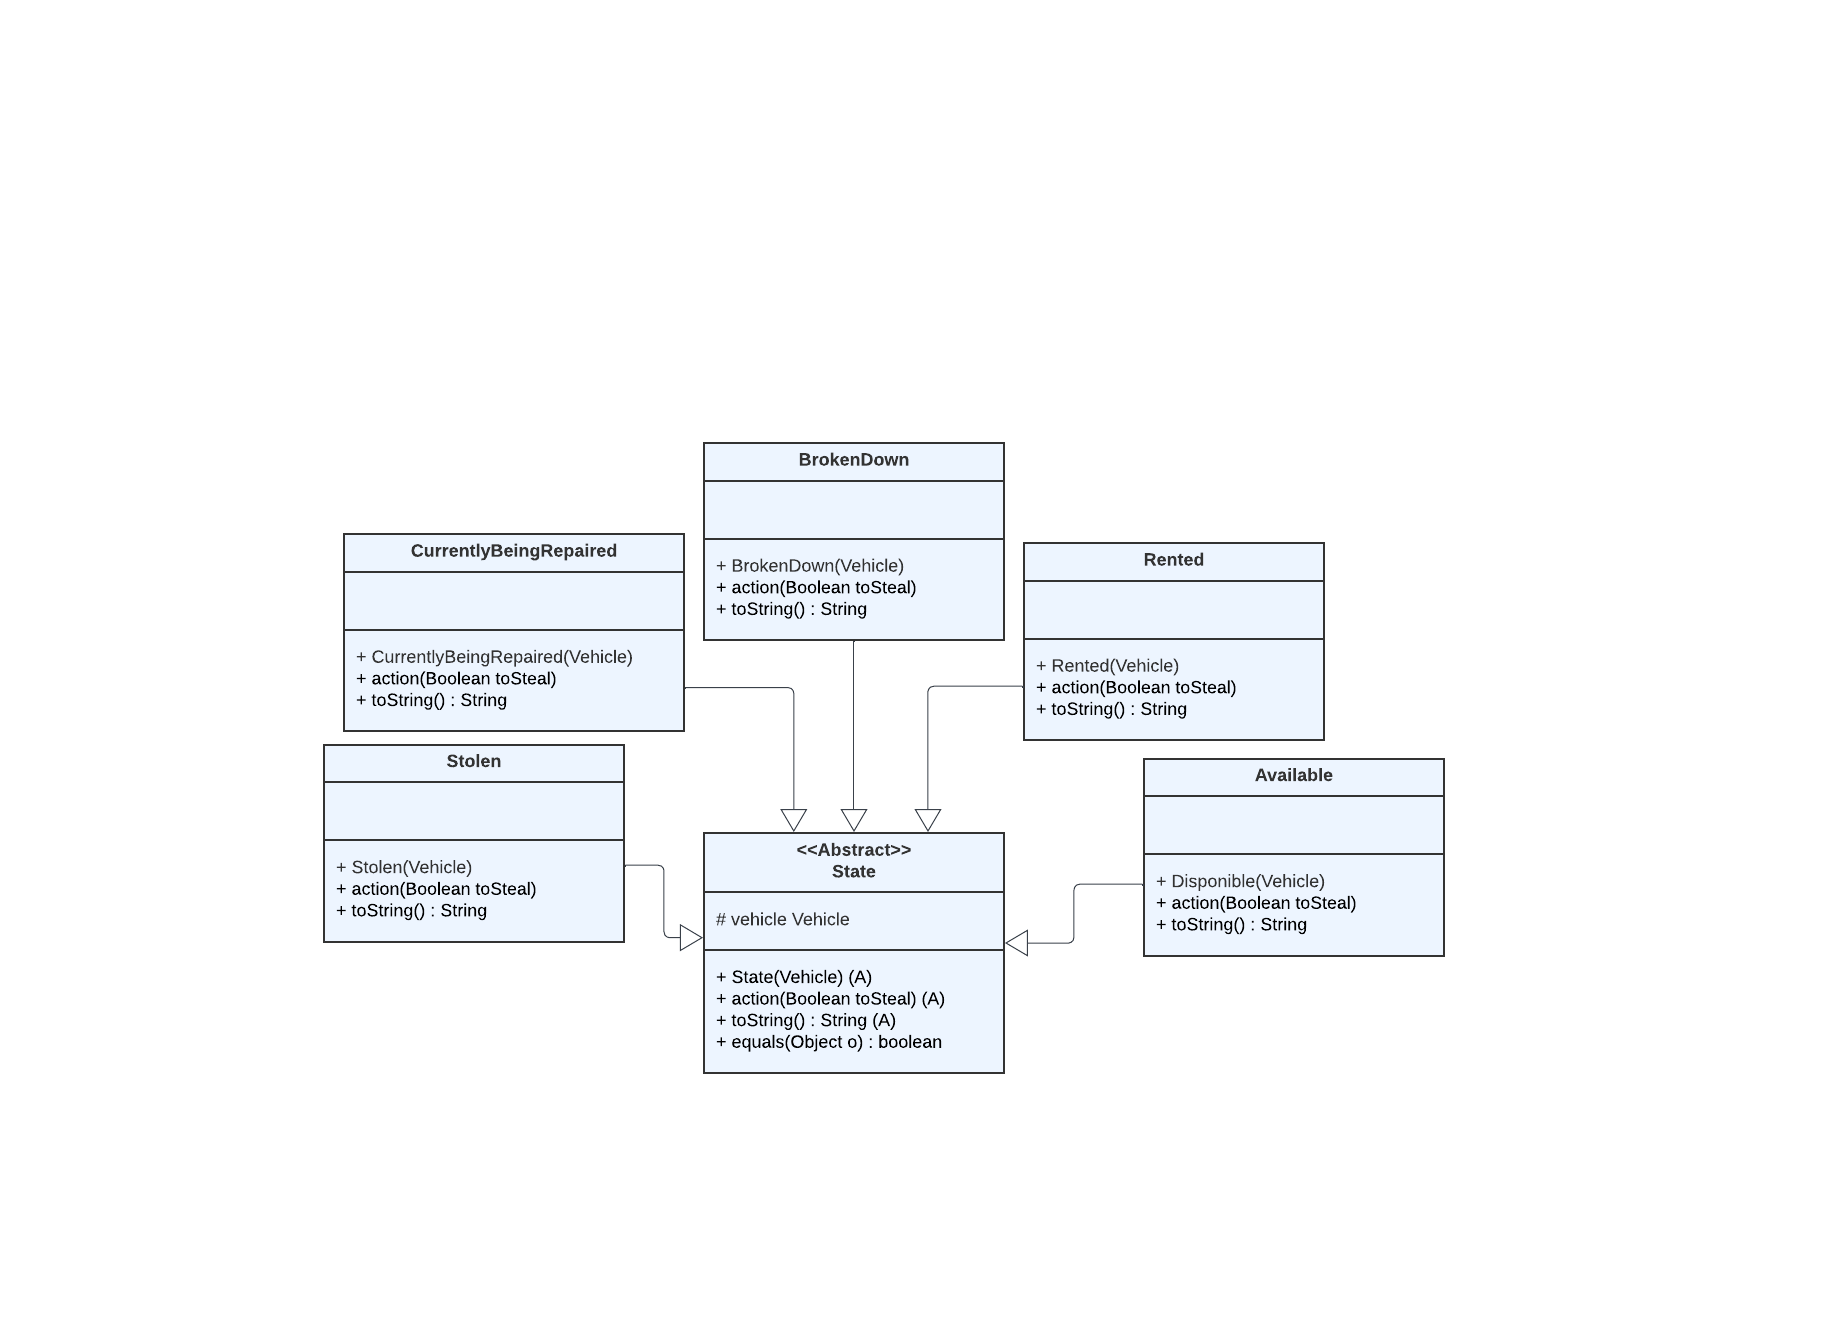 BrokenDown
+ BrokenDown(Vehicle)
+ action(Boolean toSteal)
+ toString() : String
CurrentlyBeingRepaired
+ CurrentlyBeingRepaired(Vehicle)
+ action(Boolean toSteal)
+ toString() : String
Rented
+ Rented(Vehicle)
+ action(Boolean toSteal)
+ toString() : String
Stolen
+ Stolen(Vehicle)
+ action(Boolean toSteal)
+ toString() : String
Available
+ Disponible(Vehicle)
+ action(Boolean toSteal)
+ toString() : String
<<Abstract>>
State
# vehicle Vehicle
+ State(Vehicle) (A)
+ action(Boolean toSteal) (A)
+ toString() : String (A)
+ equals(Object o) : boolean